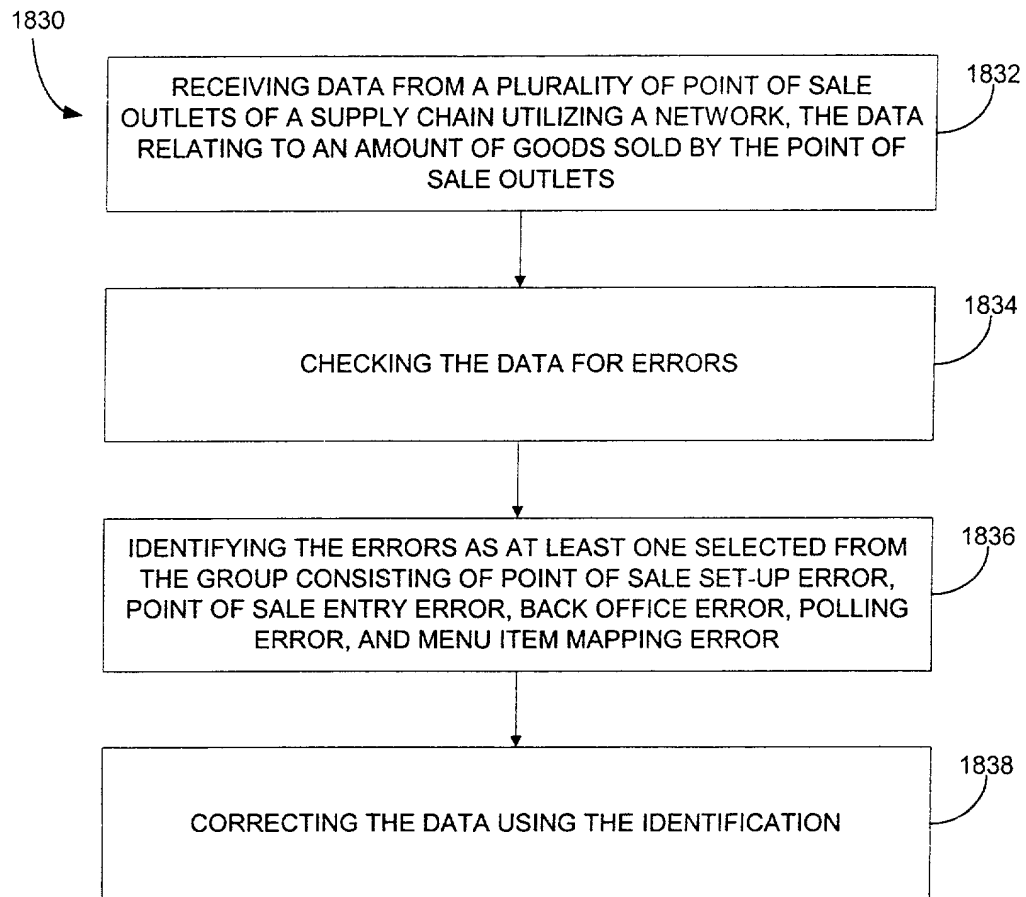 1830
RECEIVING DATA FROM A PLURALITY OF POINT OF SALE
OUTLETS OF A SUPPLY CHAIN UTILIZING A NETWORK, THE DATA
RELATING TO AN AMOUNT OF GOODS SOLD BY THE POINT OF
SALE OUTLETS
1832
CHECKING THE DATA FOR ERRORS
1834
IDENTIFYING THE ERRORS AS AT LEAST ONE SELECTED FROM
THE GROUP CONSISTING OF POINT OF SALE SET-UP ERROR,
POINT OF SALE ENTRY ERROR, BACK OFFICE ERROR, POLLING
ERROR, AND MENU ITEM MAPPING ERROR
1836
CORRECTING THE DATA USING THE IDENTIFICATION
1838